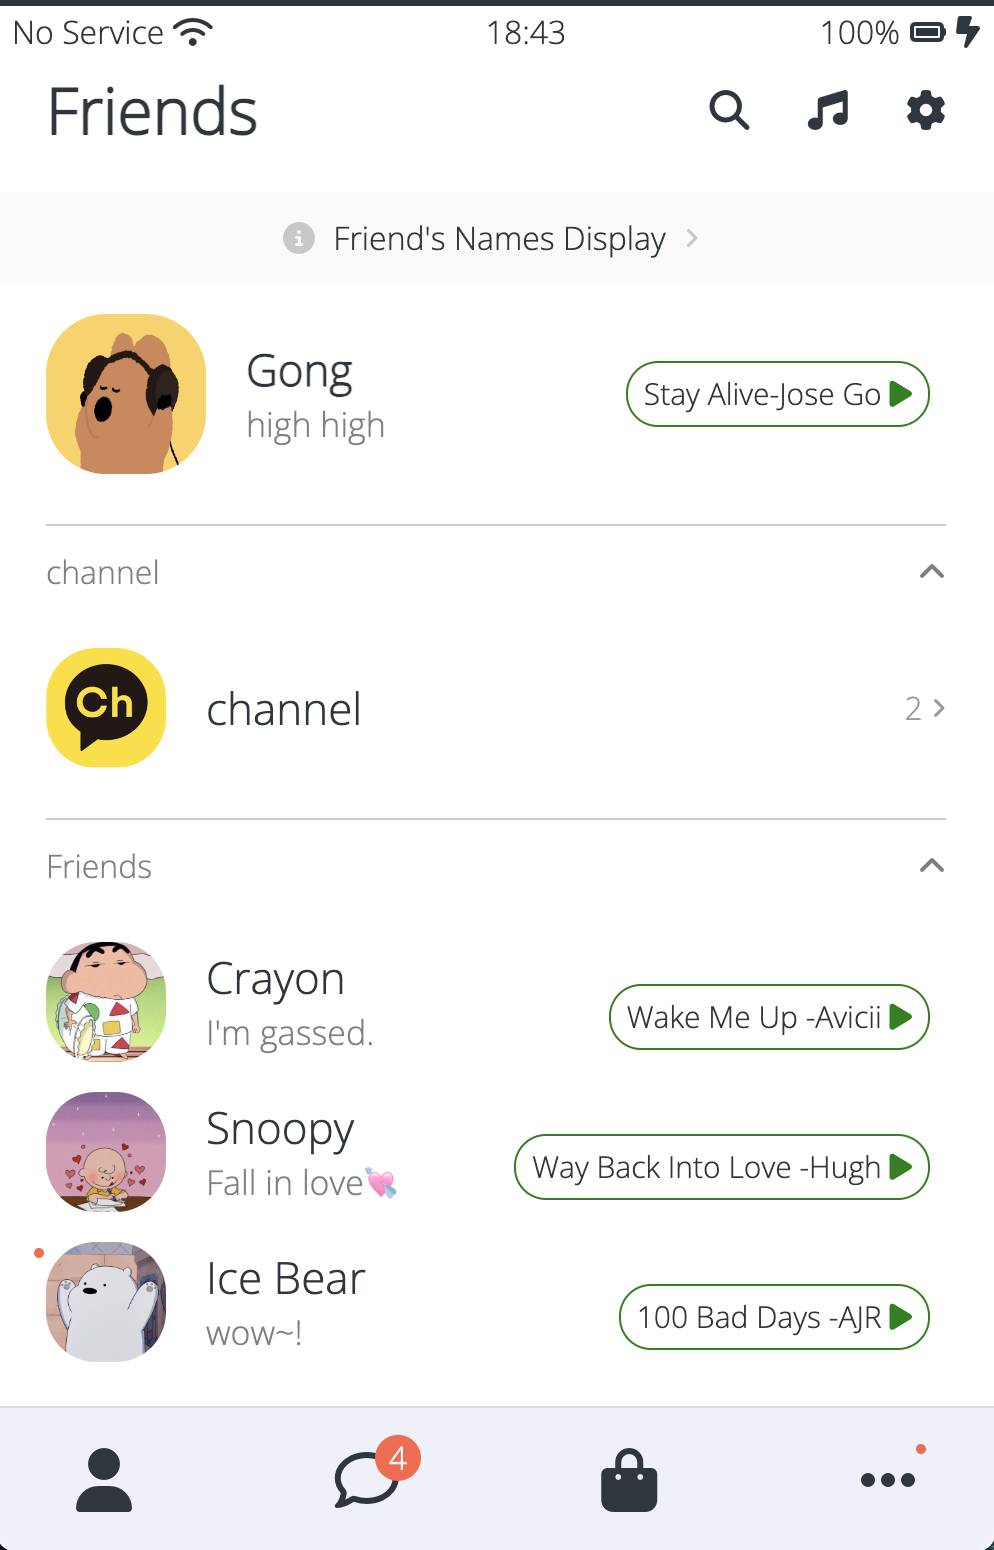 No Service 18:43 100%
Friends
Friend's Names Display
Gong
high high
Stay Alive-Jose Go
channel
Ch
channel
2
Friends
Crayon
I'm gassed.
Wake Me Up -Avicii
Snoopy
Fall in love💘
Way Back Into Love -Hugh
Ice Bear
wow~!
100 Bad Days -AJR
4